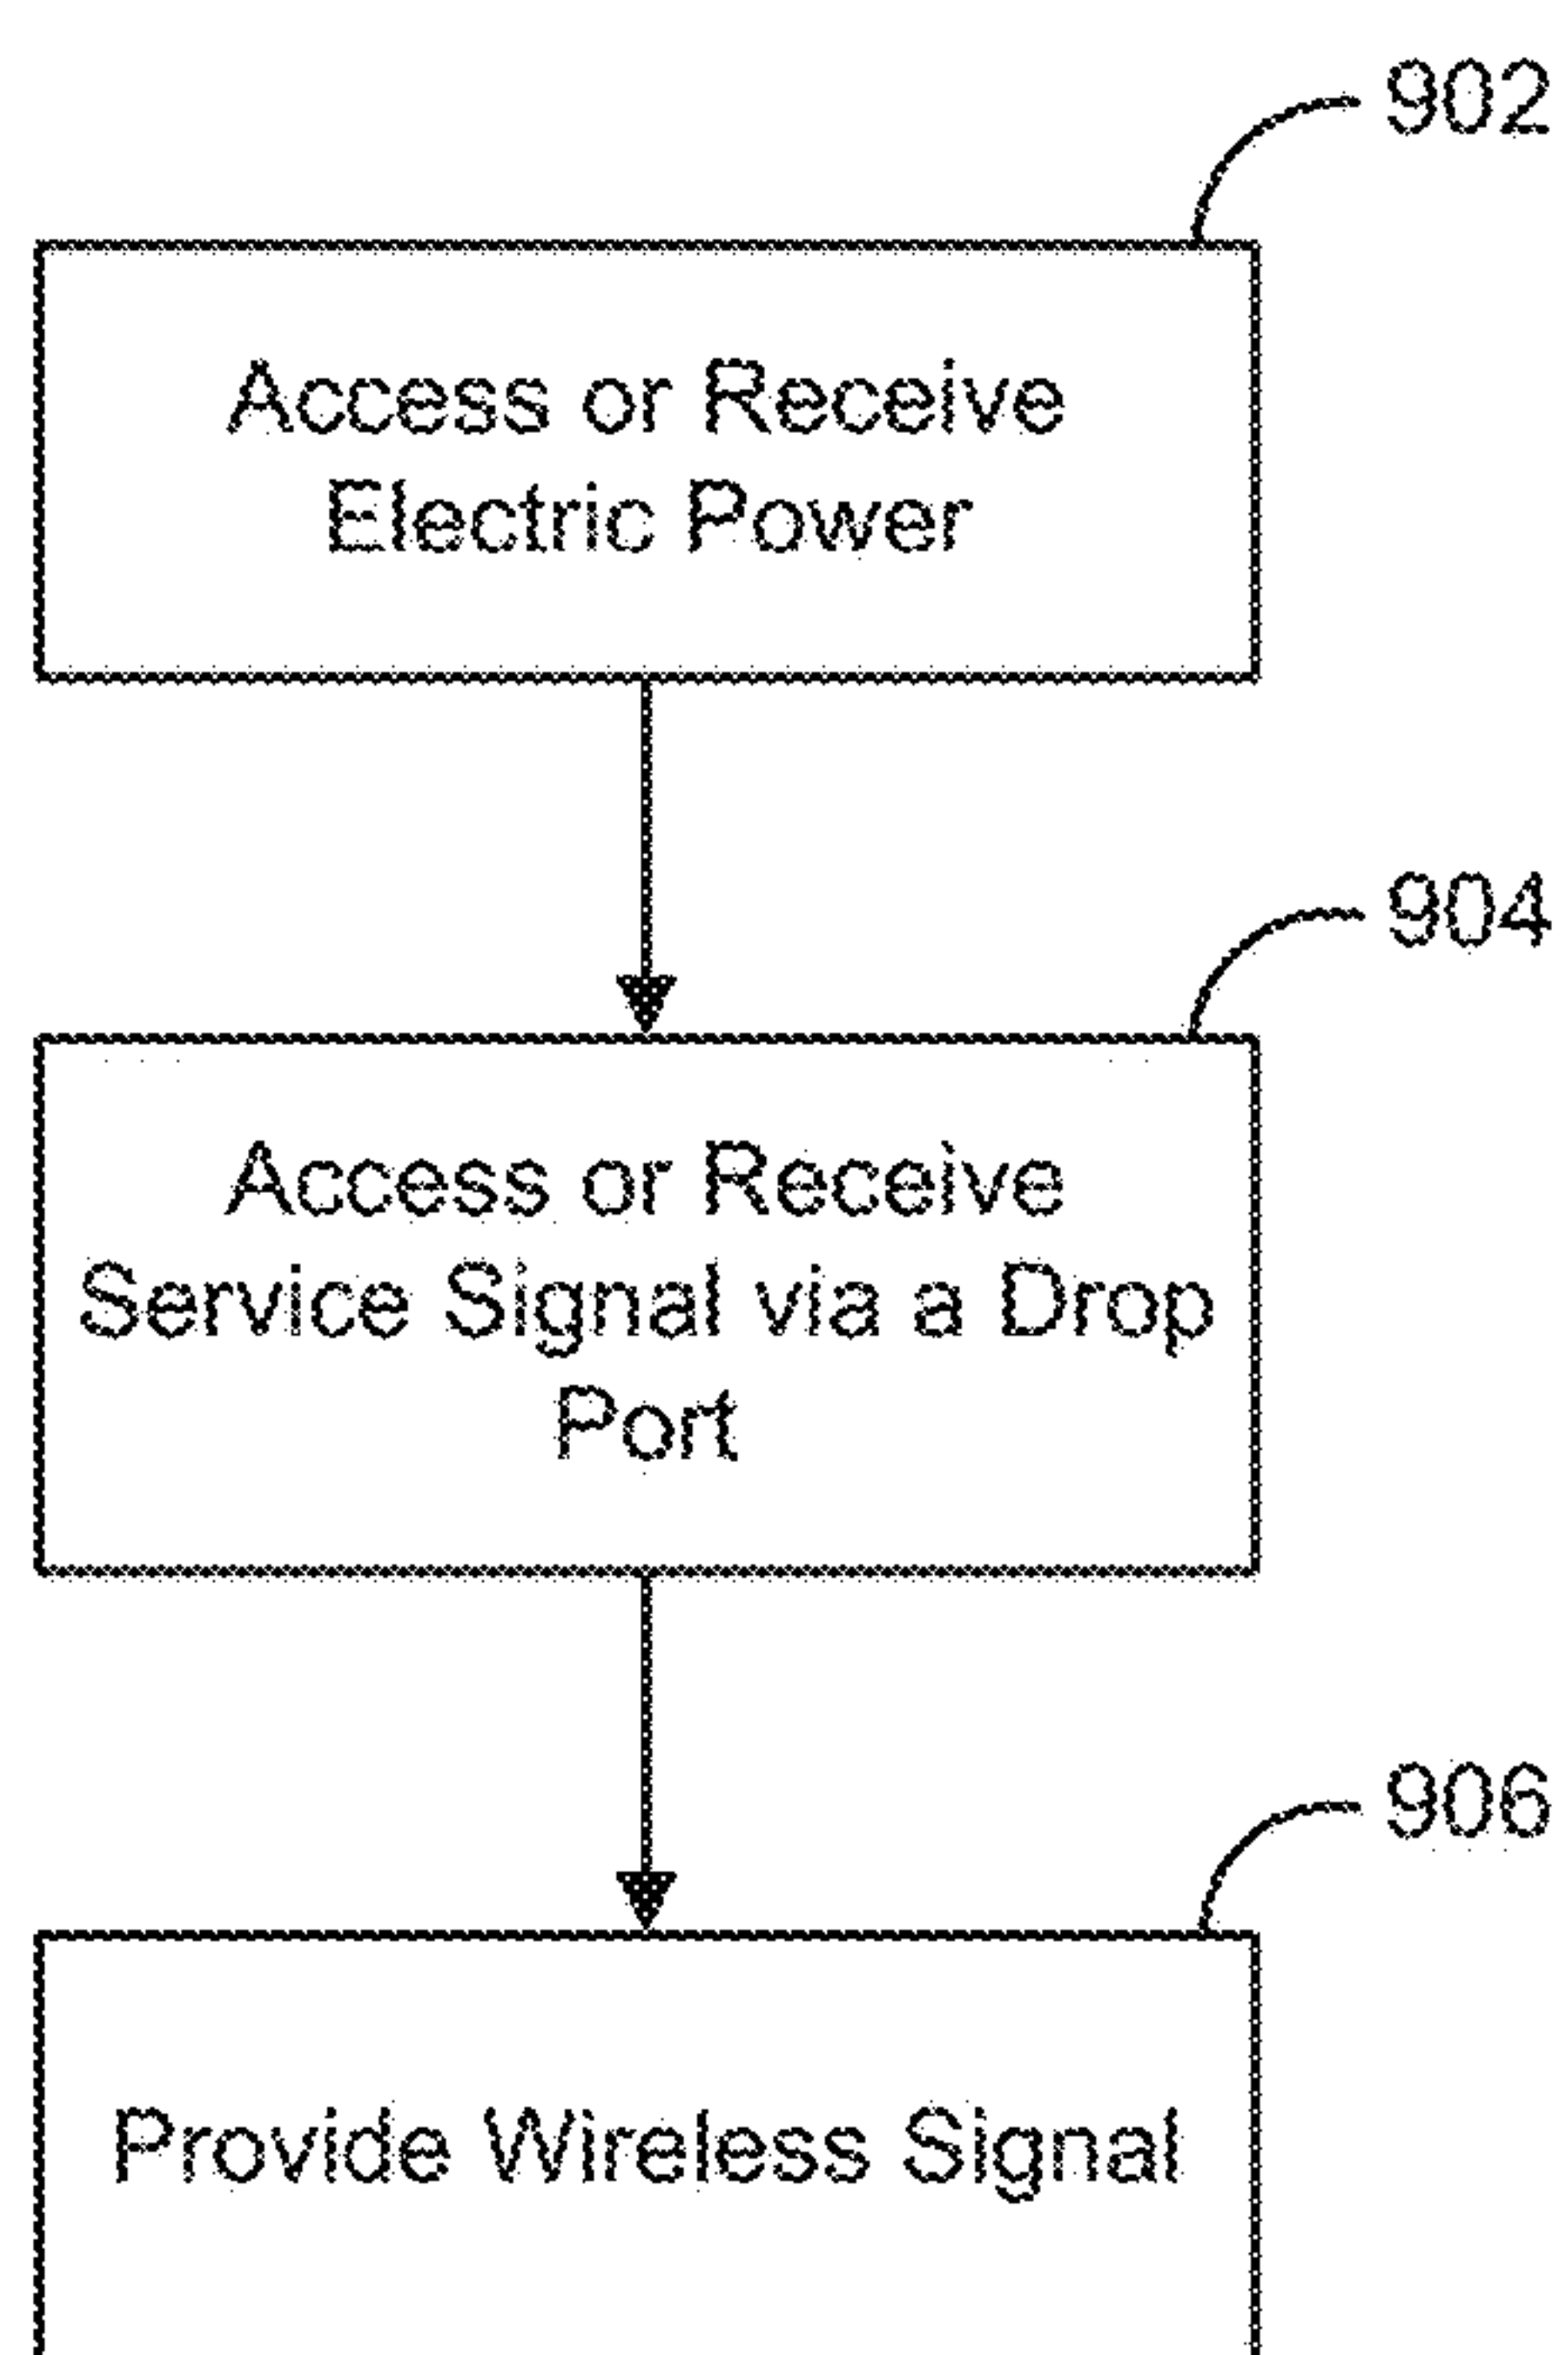 902
Access or Receive
Electric Power
904
Access or Receive
Service Signal via a Drop
Port
906
Provide Wireless Signal